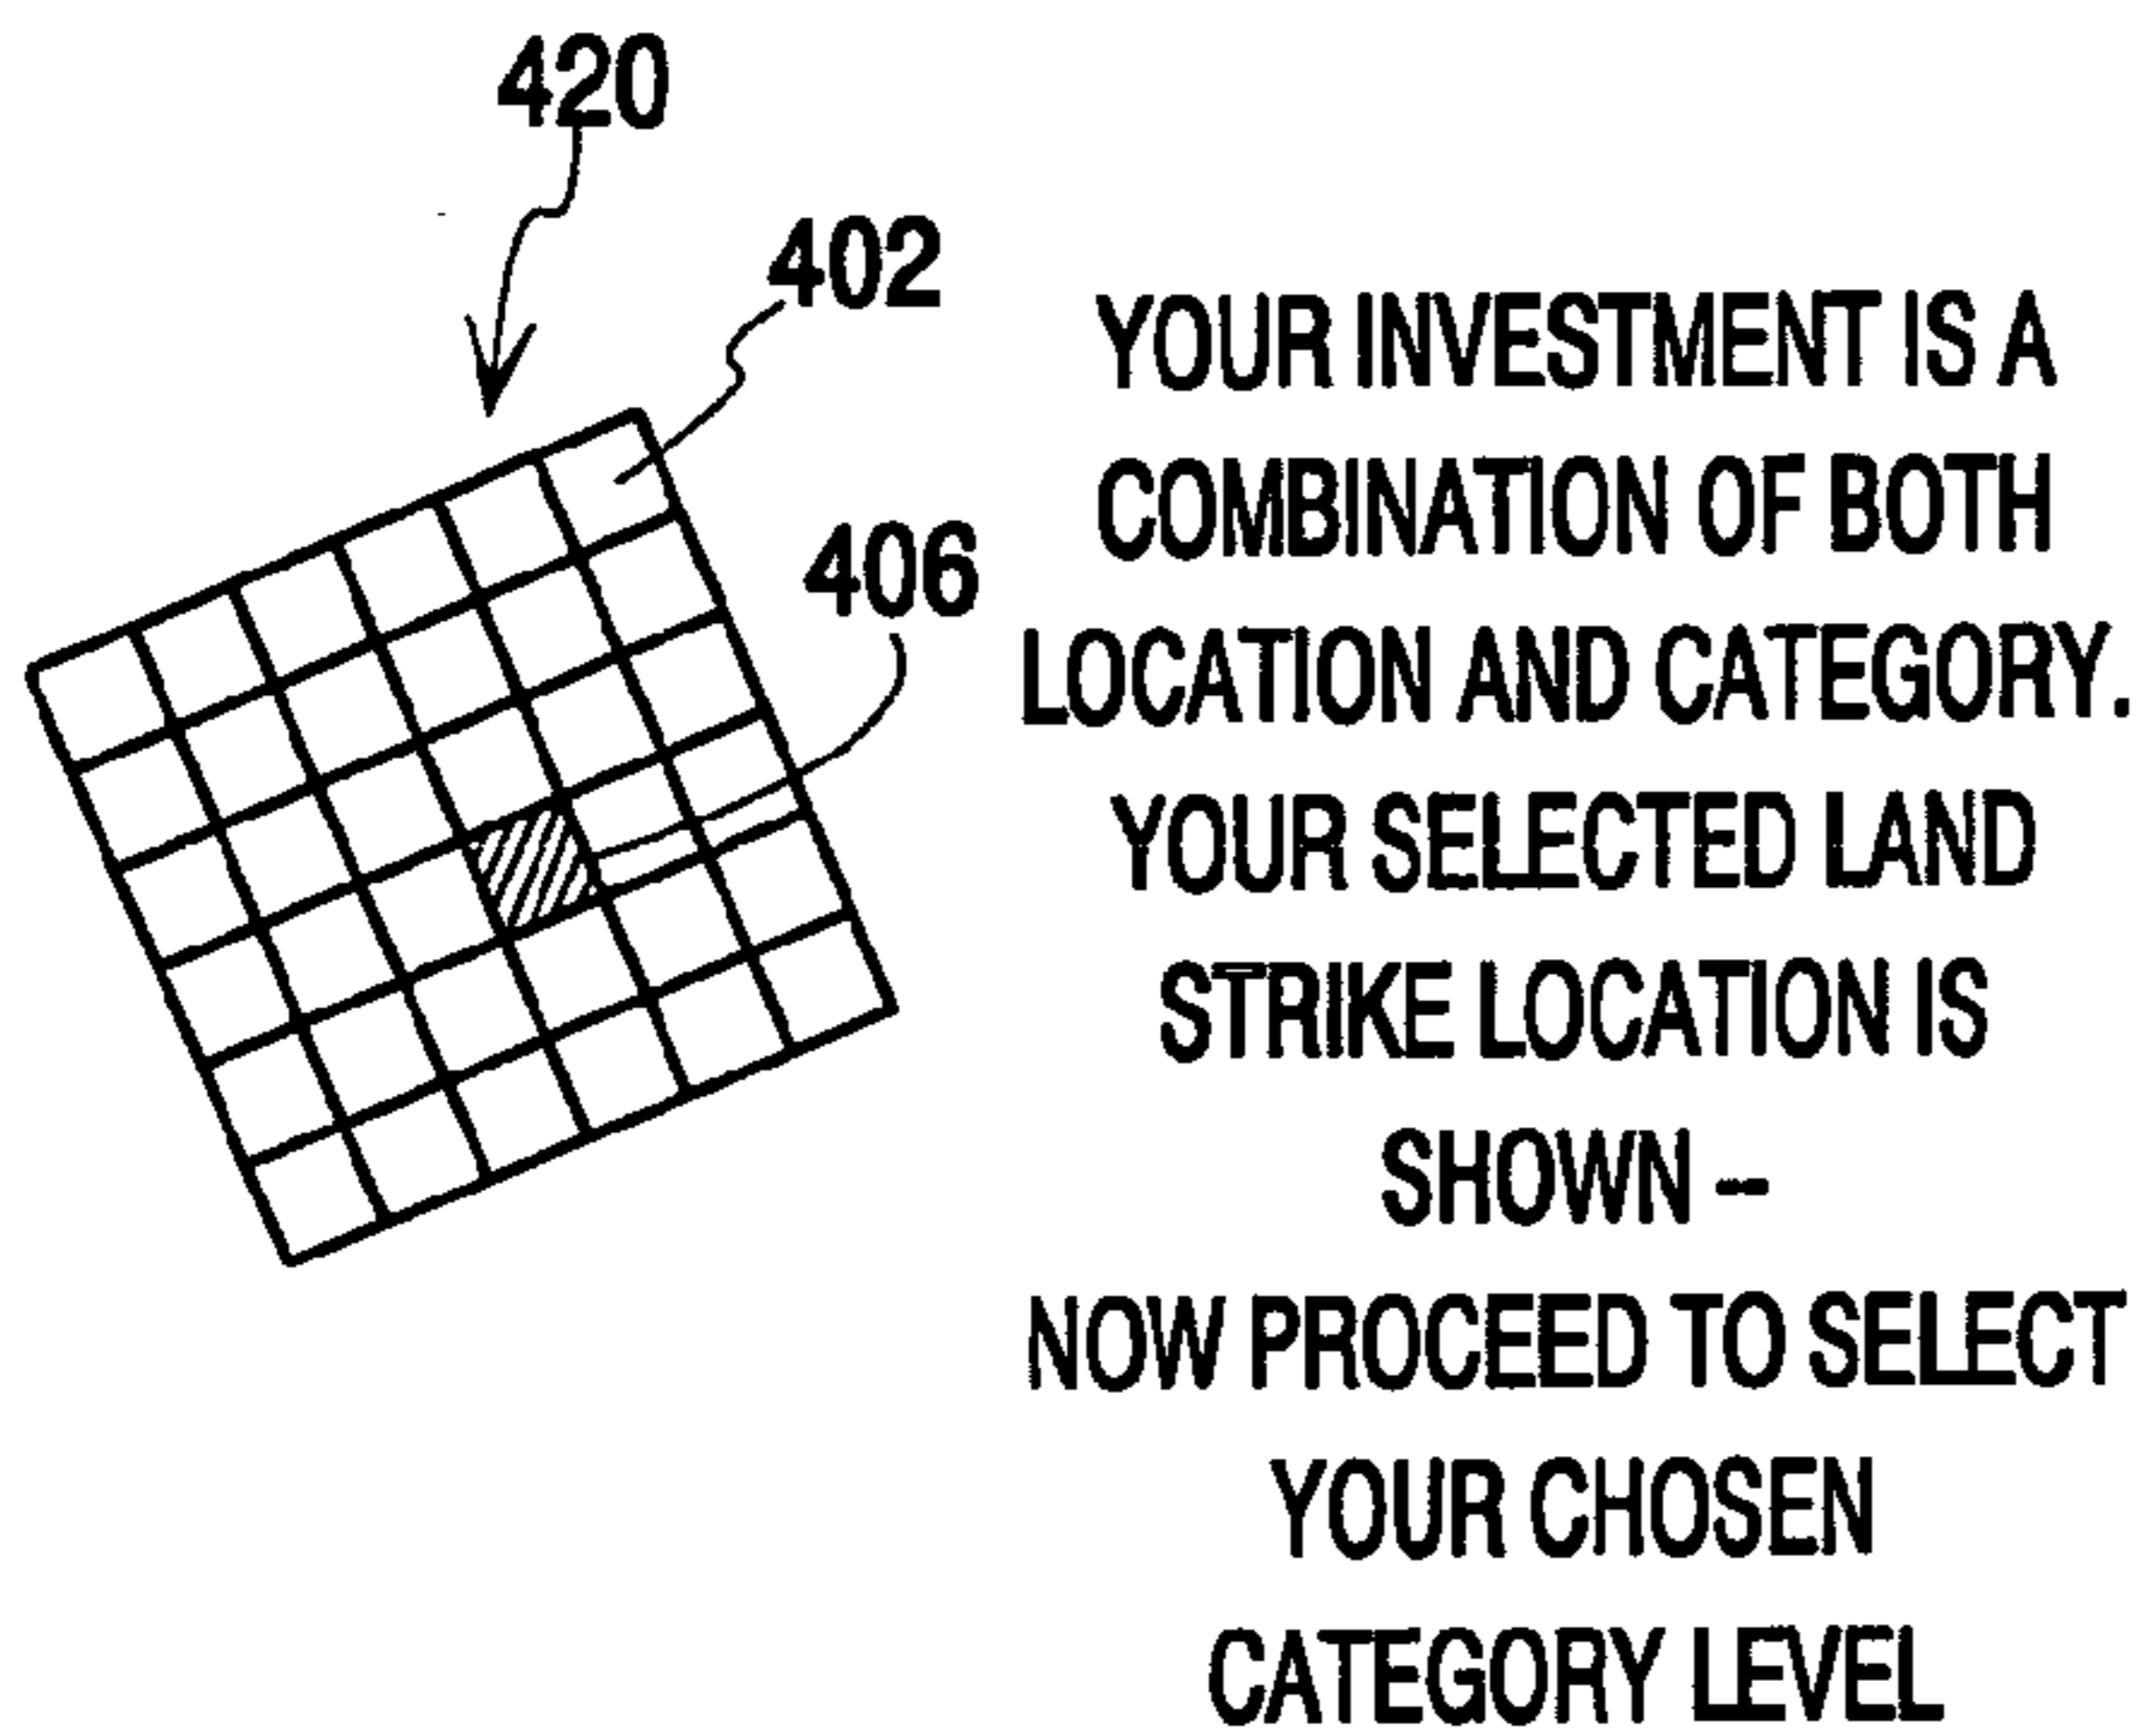 420
402
406
YOUR INVESTMENT IS A
COMBINATION OF BOTH
LOCATION AND CATEGORY.
YOUR SELECTED LAND
STRIKE LOCATION IS
SHOWN --
NOW PROCEED TO SELECT
YOUR CHOSEN
CATEGORY LEVEL